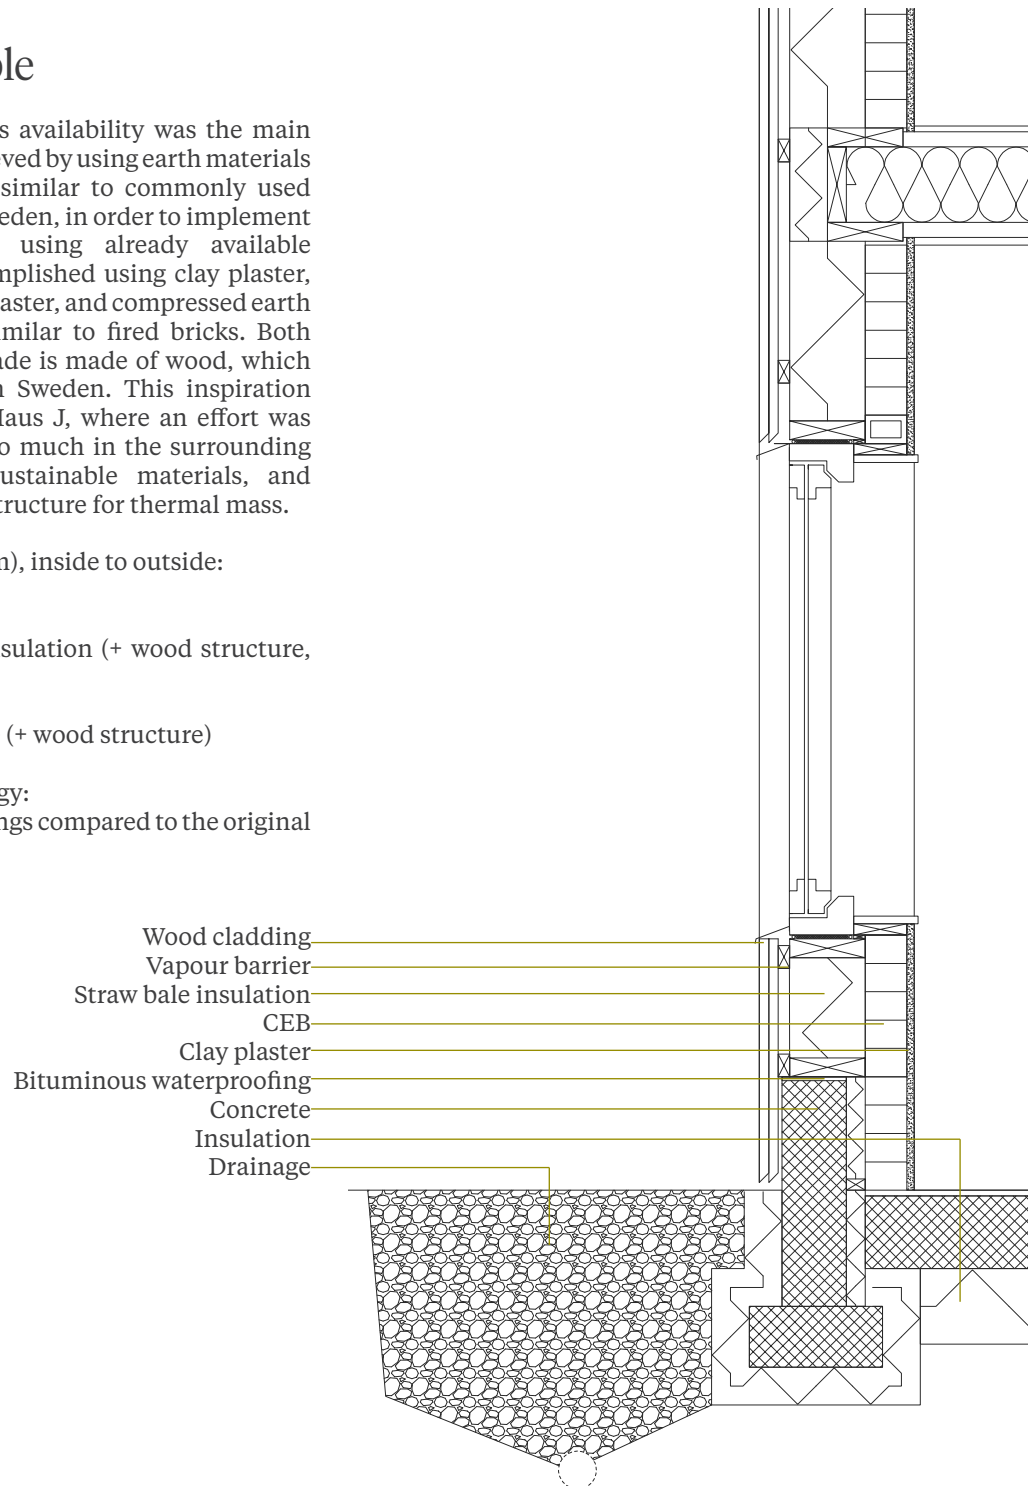 ple
s availability was the main
eved by using earth materials
similar to commonly used
eden, in order to implement
using already available
mplished using clay plaster,
aster, and compressed earth
milar to fired bricks. Both
ade is made of wood, which
n Sweden. This inspiration
Haus J, where an effort was
o much in the surrounding
ustainable materials, and
tructure for thermal mass.
n), inside to outside:
sulation (+ wood structure,
(+ wood structure)
gy:
ngs compared to the original
Wood cladding
Vapour barrier
Straw bale insulation
CEB
Clay plaster
Bituminous waterproofing
Concrete
Insulation
Drainage